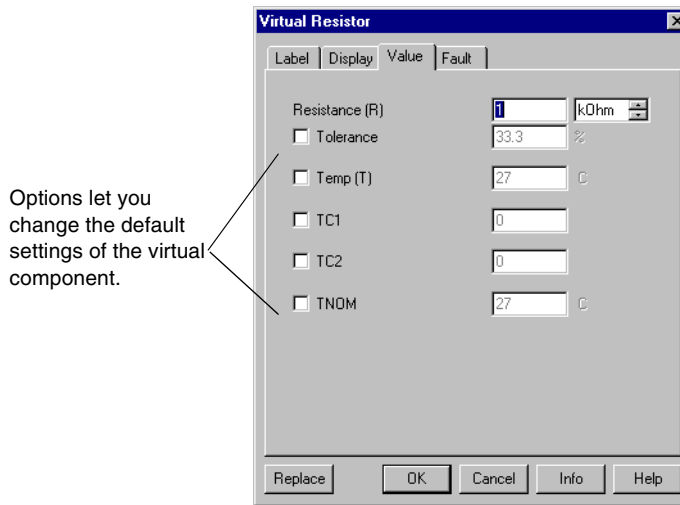 Virtual Resistor
Label Display Value Fault
Resistance (R) 1 kOhm
Tolerance 33.3 %
Temp (T) 27 C
TC1 0
TC2 0
TNOM 27 C
Options let you
change the default
settings of the virtual
component.
Replace OK Cancel Info Help